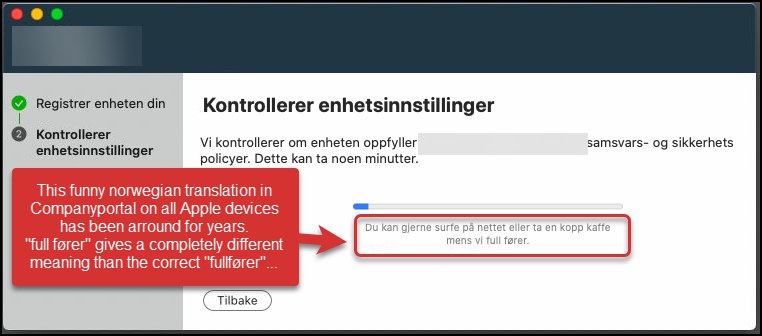 Registrer enheten din
2
Kontrollerer
enhetsinnstillinger
Kontrollerer enhetsinnstillinger
Vi kontrollerer om enheten oppfyller samsvars- og sikkerhets
policyer. Dette kan ta noen minutter.
This funny norwegian translation in
Companyportal on all Apple devices
has been arround for years.
"full fører" gives a completely different
meaning than the correct "fullfører"...
Du kan gjerne surfe på nettet eller ta en kopp kaffe
mens vi full fører.
Tilbake